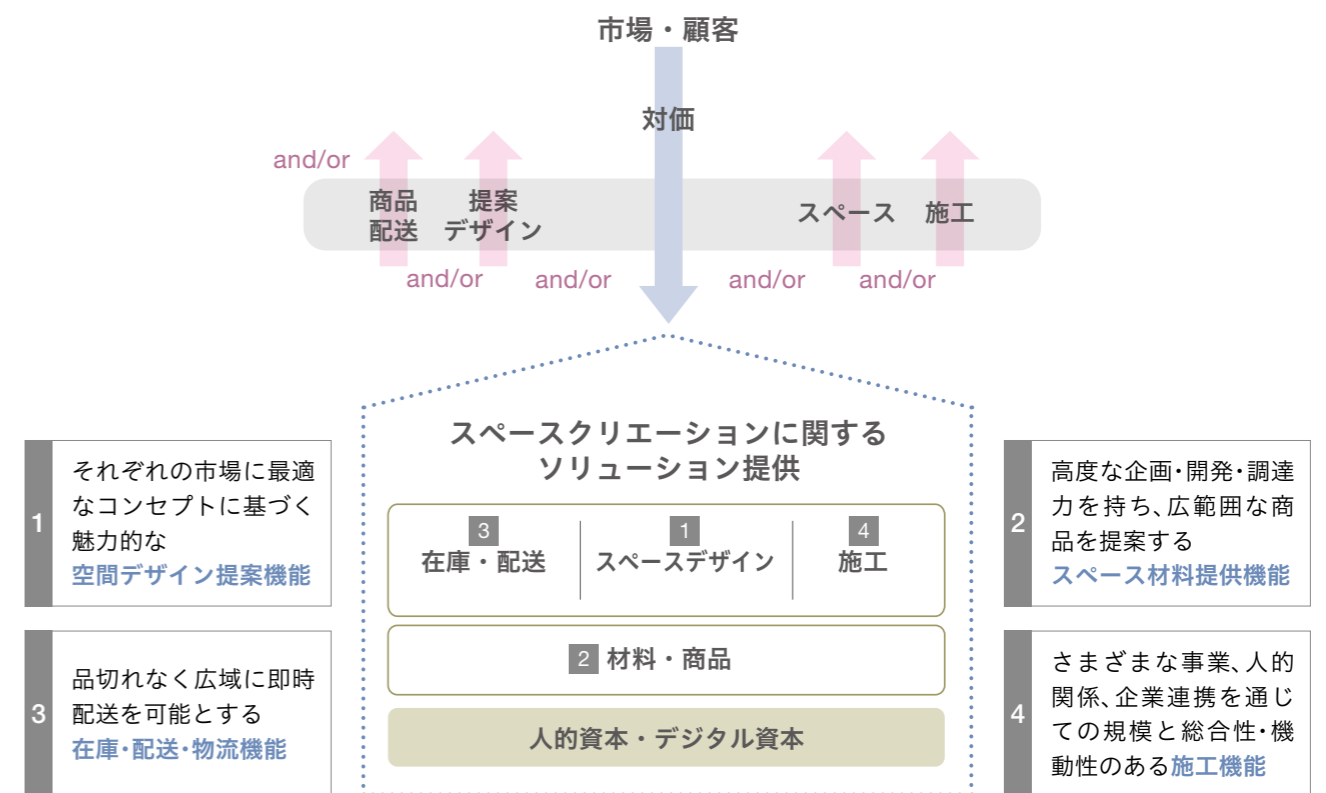 市場・顧客
対価
and/or
商品
配送
提案
デザイン
スペース
施工
and/or
and/or
and/or
and/or
スペースクリエーションに関する
ソリューション提供
3
在庫・配送
1
スペースデザイン
4
施工
2 材料・商品
人的資本・デジタル資本
1
それぞれの市場に最適
なコンセプトに基づく
魅力的な
空間デザイン提案機能
2
高度な企画・開発・調達
力を持ち、広範囲な商
品を提案する
スペース材料提供機能
3
品切れなく広域に即時
配送を可能とする
在庫・配送・物流機能
4
さまざまな事業、人的
関係、企業連携を通じ
ての規模と総合性・機
動性のある施工機能